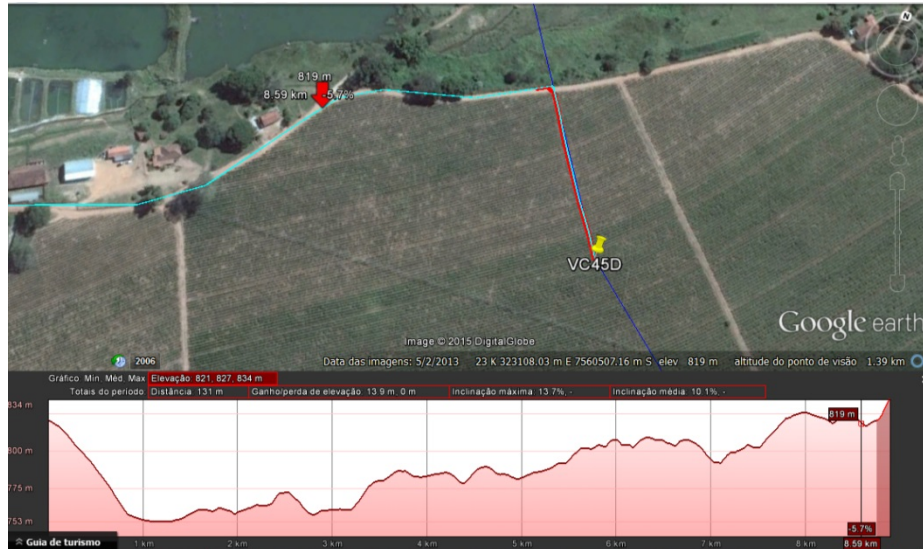 N
819 m
8.59 km -5.7%
VC45D
Google earth
Image © 2015 DigitalGlobe
2006
Data das imagens: 5/2/2013 23 K 323108.03 m E 7560507.16 m S elev 819 m altitude do ponto de visão 1.39 km
Gráfico: Min, Méd, Max Elevação: 821, 827, 834 m
Totais do período: Distância: 131 m Ganho/perda de elevação: 13.9 m, 0 m Inclinação máxima: 13.7%, - Inclinação média: 10.1%, -
834 m
819 m
800 m
775 m
753 m
-5.7%
Guia de turismo
1 km 2 km 3 km 4 km 5 km 6 km 7 km 8 km 8.59 km